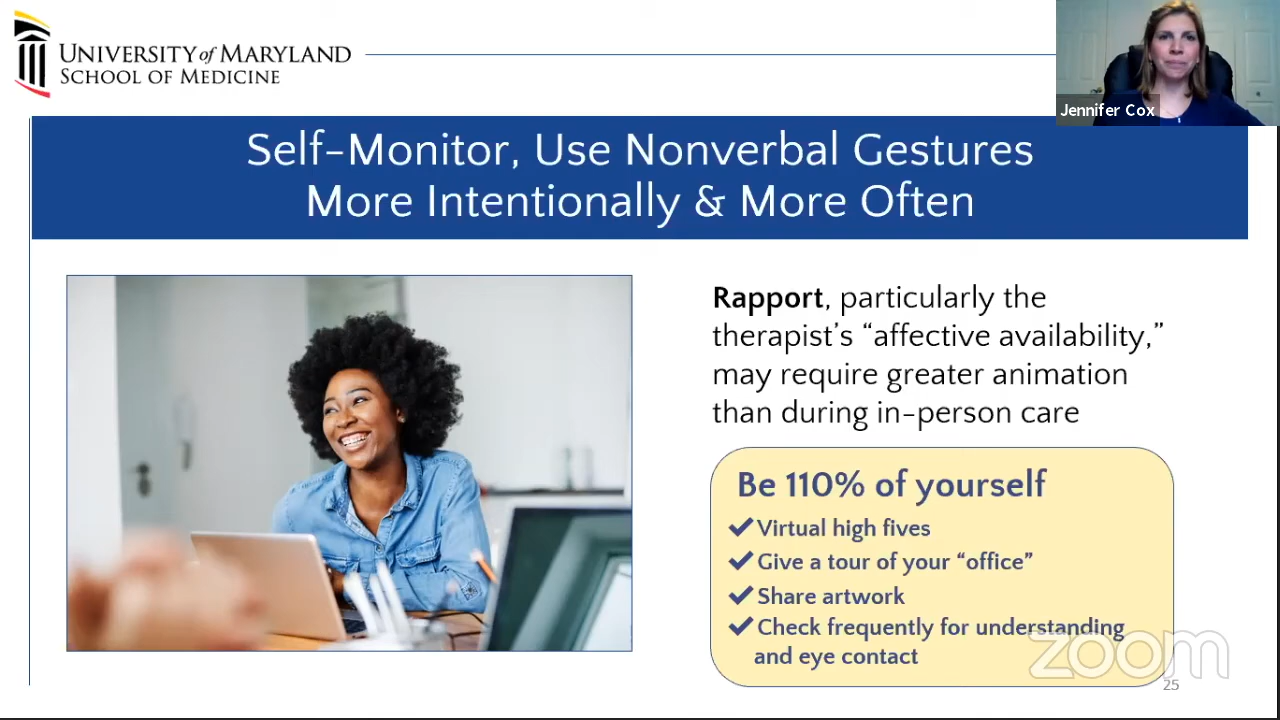 UNIVERSITY of MARYLAND
SCHOOL OF MEDICINE
Jennifer Cox
Self-Monitor, Use Nonverbal Gestures
More Intentionally & More Often
Rapport, particularly the
therapist's “affective availability,”
may require greater animation
than during in-person care
Be 110% of yourself
✔ Virtual high fives
✔ Give a tour of your “office”
✔ Share artwork
✔ Check frequently for understanding
and eye contact
zoom
25